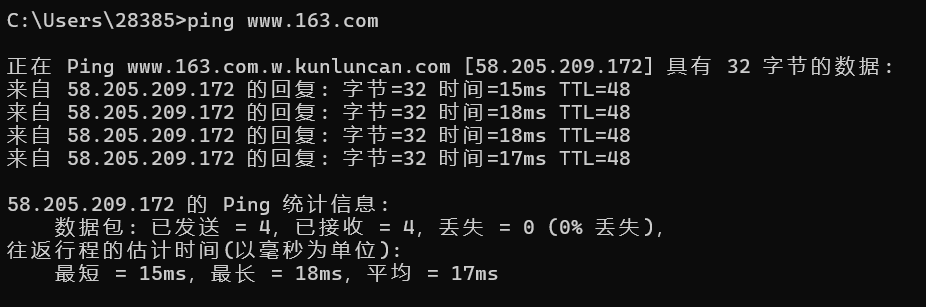 C:\Users\28385>ping www.163.com
正在 Ping www.163.com.w.kunluncan.com [58.205.209.172] 具有 32 字节的数据:
来自 58.205.209.172 的回复: 字节=32 时间=15ms TTL=48
来自 58.205.209.172 的回复: 字节=32 时间=18ms TTL=48
来自 58.205.209.172 的回复: 字节=32 时间=18ms TTL=48
来自 58.205.209.172 的回复: 字节=32 时间=17ms TTL=48
58.205.209.172 的 Ping 统计信息:
数据包: 已发送 = 4, 已接收 = 4, 丢失 = 0 (0% 丢失),
往返行程的估计时间(以毫秒为单位):
最短 = 15ms, 最长 = 18ms, 平均 = 17ms